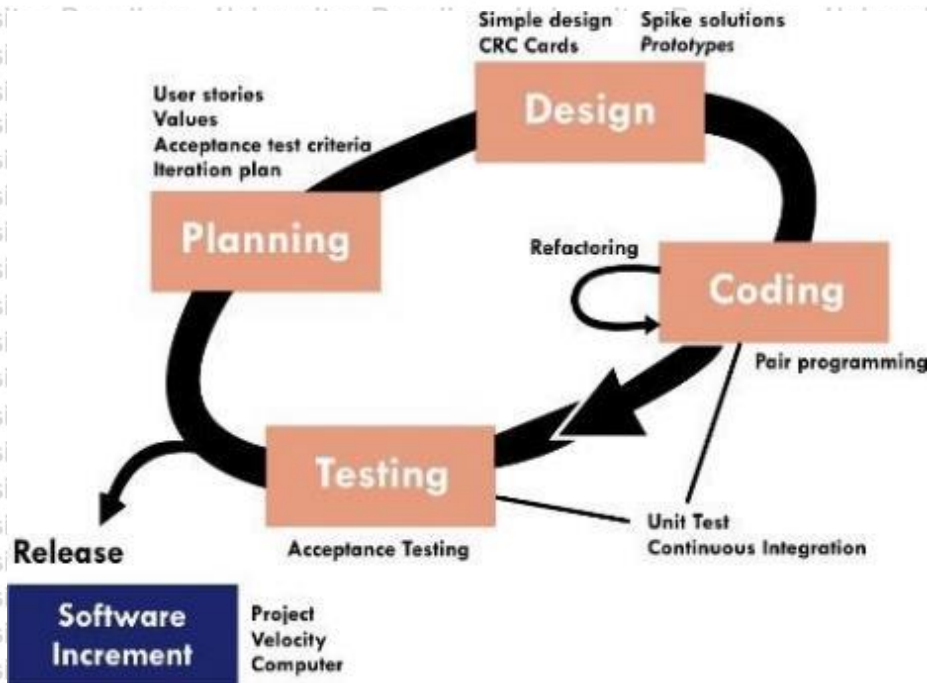 Simple design
CRC Cards
Spike solutions
Prototypes
Design
User stories
Values
Acceptance test criteria
Iteration plan
Planning
Refactoring
Coding
Pair programming
Testing
Acceptance Testing
Unit Test
Continuous Integration
Release
Software
Increment
Project
Velocity
Computer